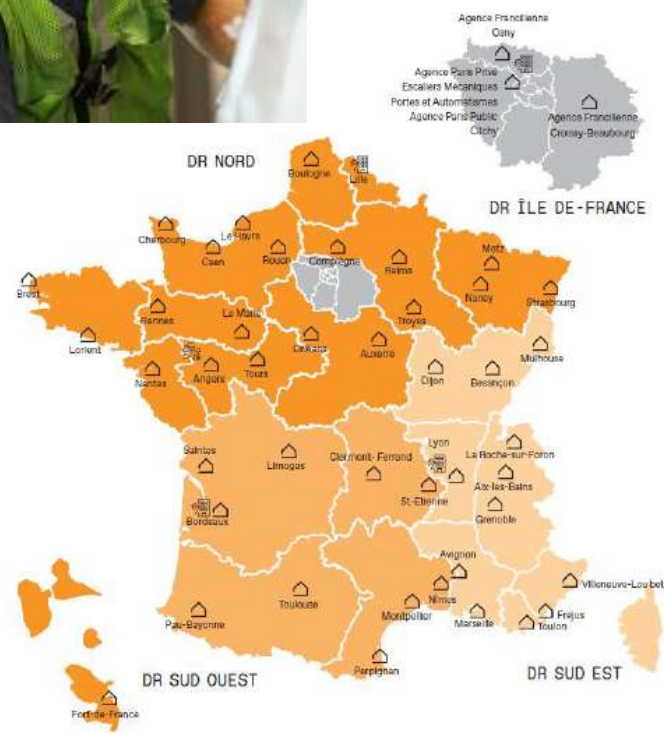 Agence Francilienne
Osny
Agence Paris Privé
Escaliers Mécaniques
Portes et Automatismes
Agence Paris Public
Clichy
Agence Francilienne
Croissy-Beaubourg
DR ÎLE DE-FRANCE
DR NORD
Boulogne
Lille
Cherbourg
Le Havre
Caen
Rouen
Compiègne
Reims
Metz
Nancy
Strasbourg
Brest
Rennes
Le Mans
Lorient
Orléans
Troyes
Auxerre
Mulhouse
Nantes
Angers
Tours
Dijon
Besançon
Saintes
Limoges
Clermont- Ferrand
Lyon
La Roche-sur-Foron
Aix-les-Bains
St-Etienne
Grenoble
Bordeaux
Avignon
Villeneuve-Loubet
Toulouse
Nîmes
Pau-Bayonne
Montpellier
Marseille
Frejus
Toulon
Perpignan
DR SUD OUEST
DR SUD EST
Fort-de-France